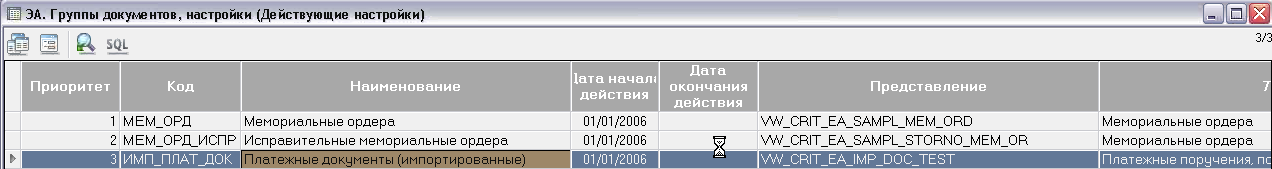 ЭА. Группы документов, настройки (Действующие настройки)
SQL
3/3
Приоритет Код Наименование Дата начала действия Дата окончания действия Представление
1 МЕМ_ОРД Мемориальные ордера 01/01/2006 VW_CRIT_EA_SAMPL_MEM_ORD Мемориальные ордера
2 МЕМ_ОРД_ИСПР Исправительные мемориальные ордера 01/01/2006 VW_CRIT_EA_SAMPL_STORNO_MEM_OR Мемориальные ордера
3 ИМП_ПЛАТ_ДОК Платежные документы (импортированные) 01/01/2006 VW_CRIT_EA_IMP_DOC_TEST Платежные поручения, по